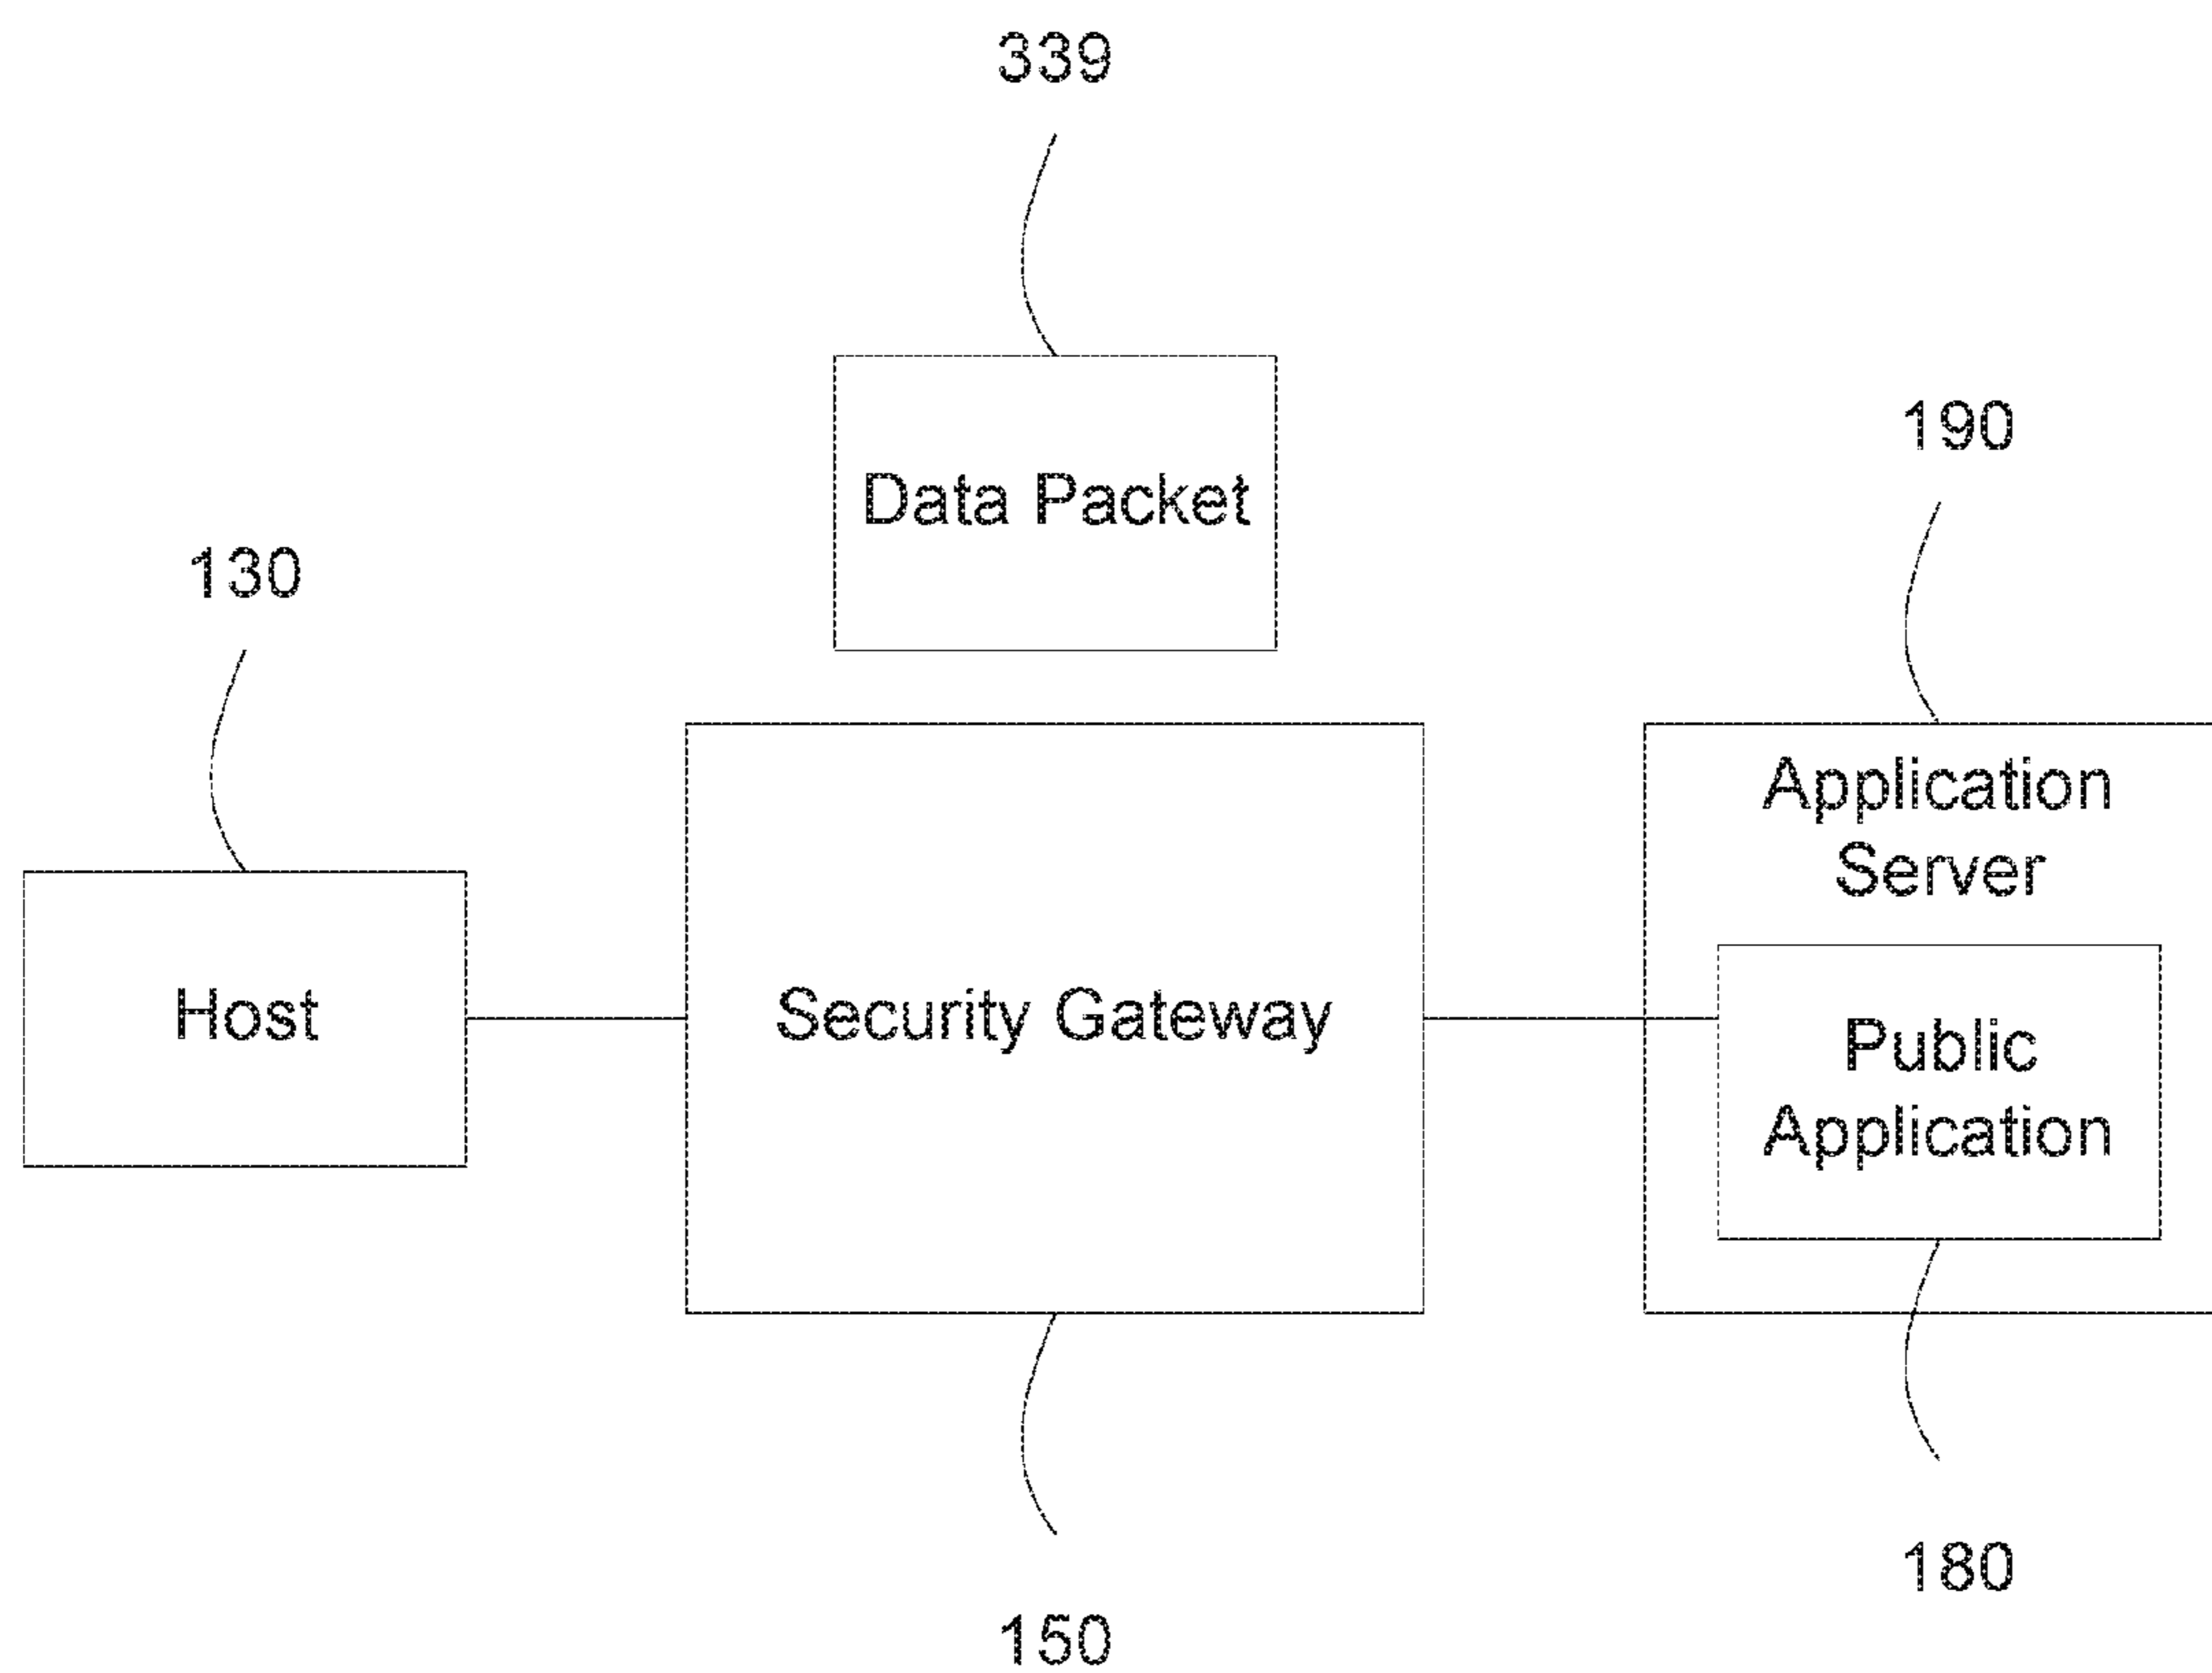 339
Data Packet
190
130
Application
Server
Host
Security Gateway
Public
Application
180
150